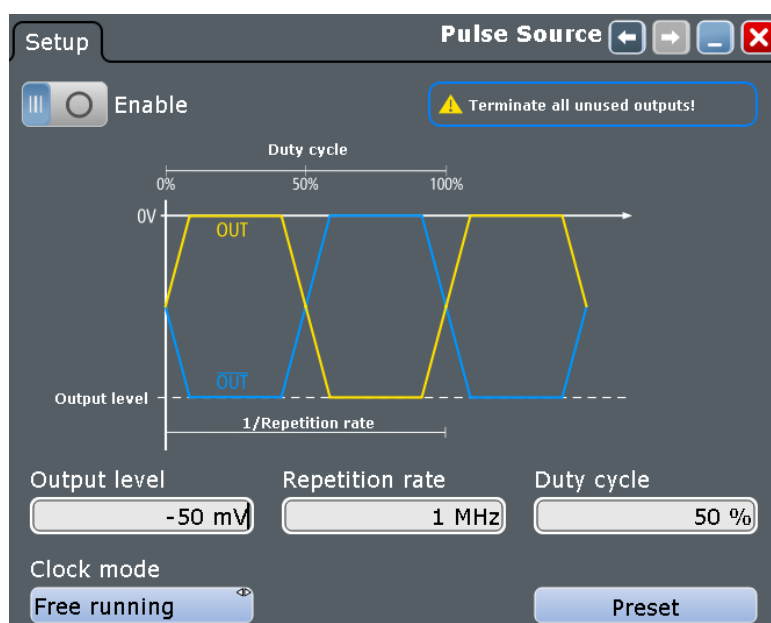 Setup
Pulse Source
Enable
Terminate all unused outputs!
Duty cycle
0% 50% 100%
0V
OUT
OUT
Output level
1/Repetition rate
Output level Repetition rate Duty cycle
-50 mV 1 MHz 50 %
Clock mode
Free running Preset